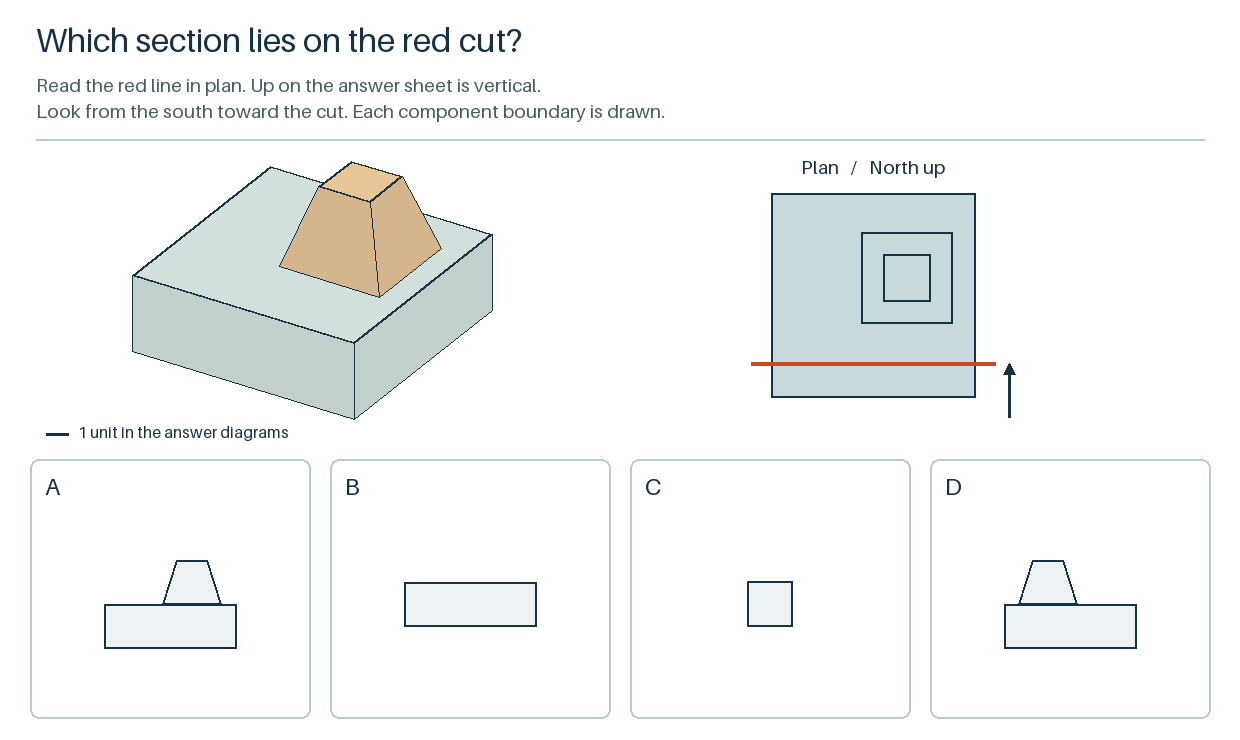 Which section lies on the red cut?
Read the red line in plan. Up on the answer sheet is vertical.
Look from the south toward the cut. Each component boundary is drawn.
Plan / North up
1 unit in the answer diagrams
A
B
C
D